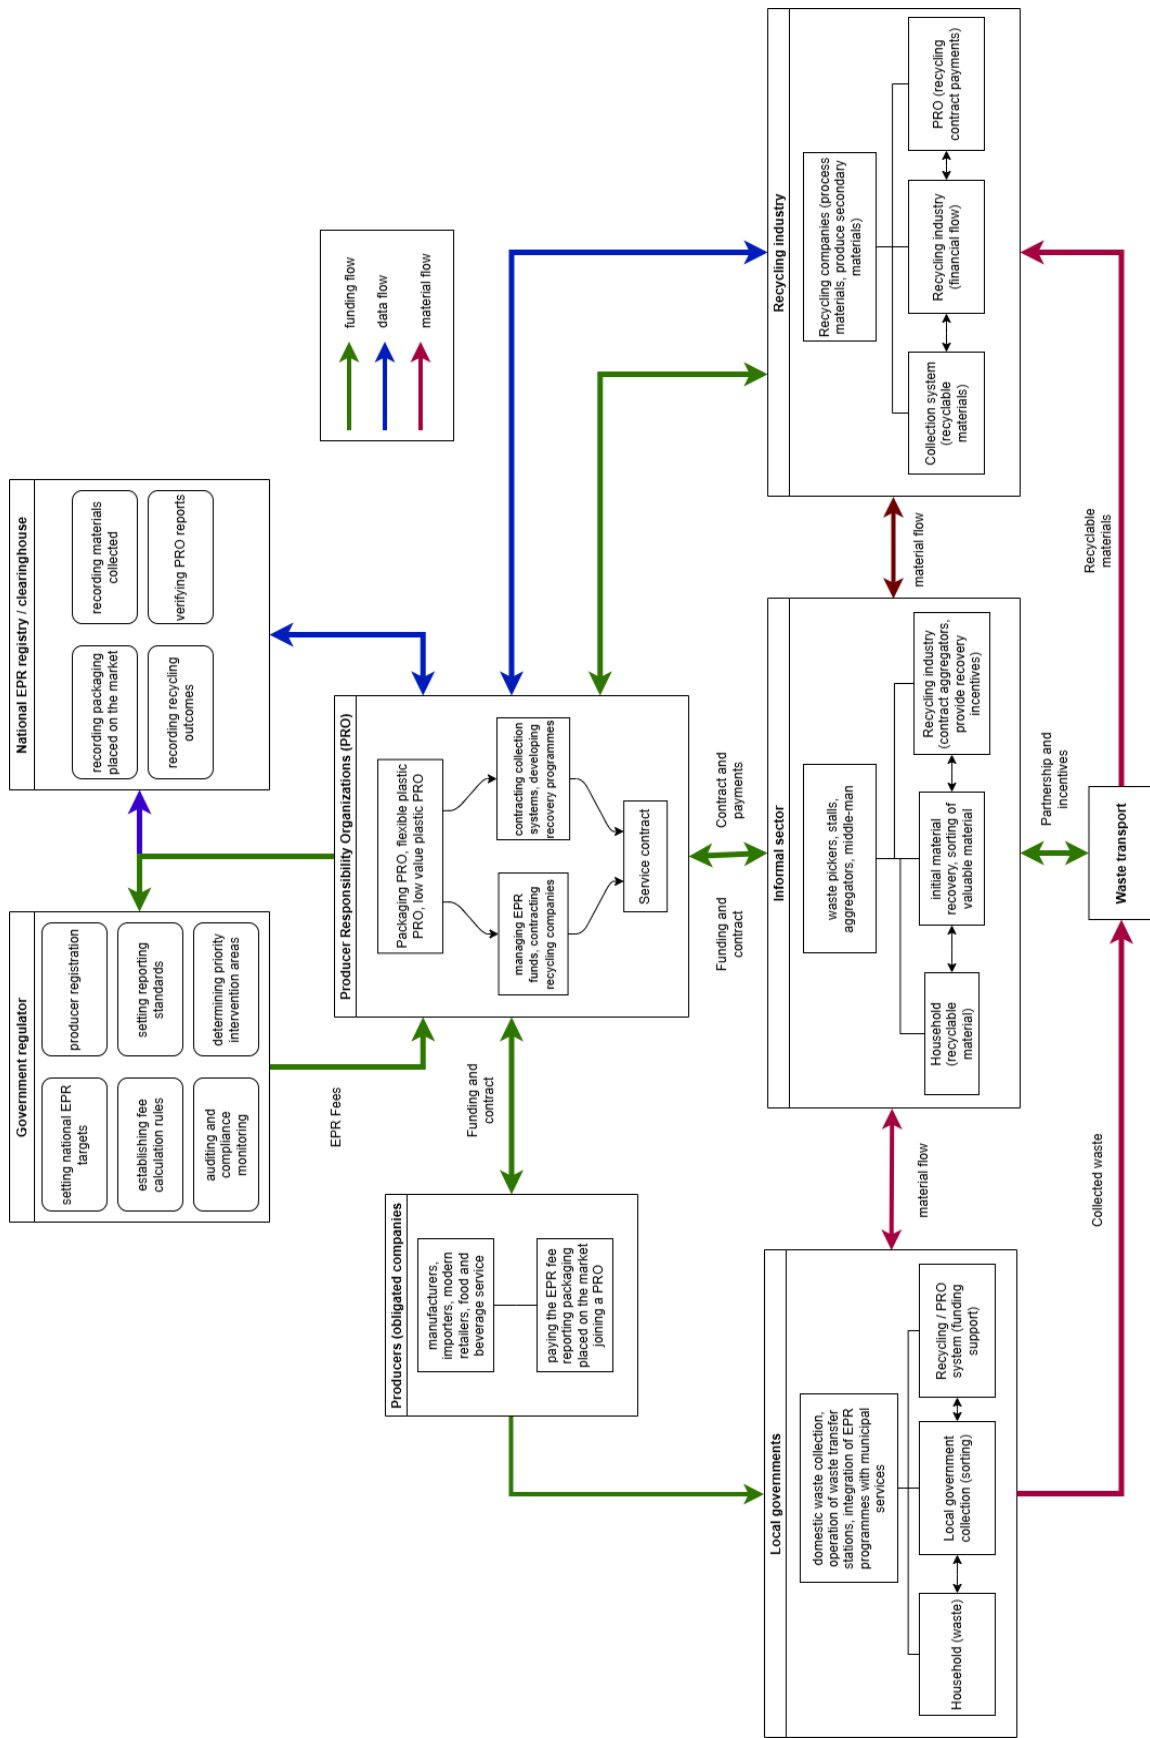 Government regulator
setting national EPR
targets
producer registration
establishing fee
calculation rules
setting reporting
standards
auditing and
compliance
monitoring
determining priority
intervention areas
National EPR registry / clearinghouse
recording packaging
placed on the market
recording materials
collected
recording recycling
outcomes
verifying PRO reports
funding flow
data flow
material flow
EPR Fees
Producers (obligated companies
manufacturers,
importers, modern
retailers, food and
beverage service
paying the EPR fee
reporting packaging
placed on the market
joining a PRO
Funding and
contract
Producer Responsibility Organizations (PRO)
Packaging PRO, flexible plastic
PRO, low value plastic PRO
managing EPR
funds, contracting
recycling companies
contracting collection
systems, developing
recovery programmes
Service contract
Funding and
contract
Contract and
payments
Local governments
domestic waste collection,
operation of waste transfer
stations, integration of EPR
programmes with municipal
services
Household (waste)
Local government
collection (sorting)
Recycling / PRO
system (funding
support)
material flow
Informal sector
waste pickers, stalls,
aggregators, middle-man
Household
(recyclable
material)
initial material
recovery, sorting of
valuable material
Recycling industry
(contract aggregators,
provide recovery
incentives)
material flow
Recycling industry
Recycling companies (process
materials, produce secondary
materials)
Collection system
(recyclable
materials)
Recycling industry
(financial flow)
PRO (recycling
contract payments)
Collected waste
Partnership and
incentives
Recyclable
materials
Waste transport